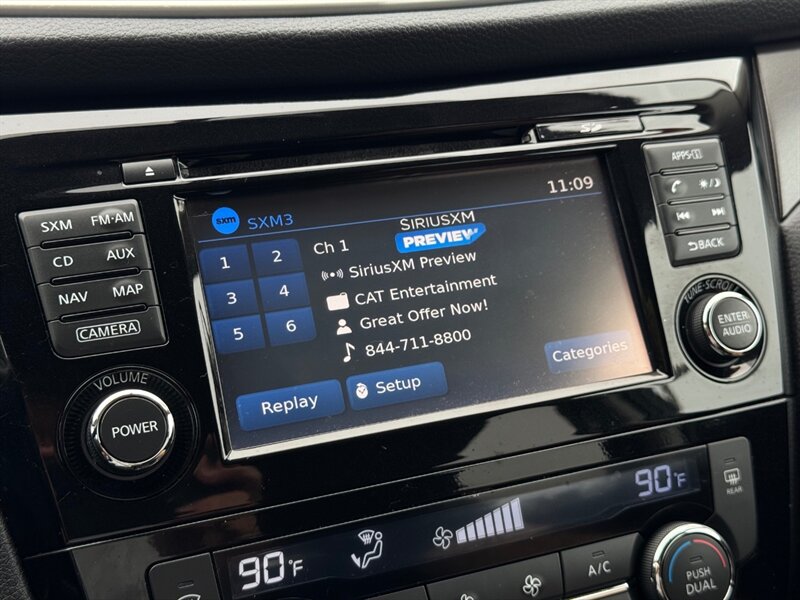 SD
APPS·i
SXM FM·AM
CD AUX
NAV MAP
CAMERA
VOLUME
POWER
sxm SXM3 11:09
SIRIUSXM
PREVIEW
Ch 1
SiriusXM Preview
CAT Entertainment
Great Offer Now!
844-711-8800
1 2
3 4
5 6
Replay Setup Categories
BACK
TUNE·SCROLL
ENTER
AUDIO
90°F
90°F
REAR
A/C
PUSH
DUAL